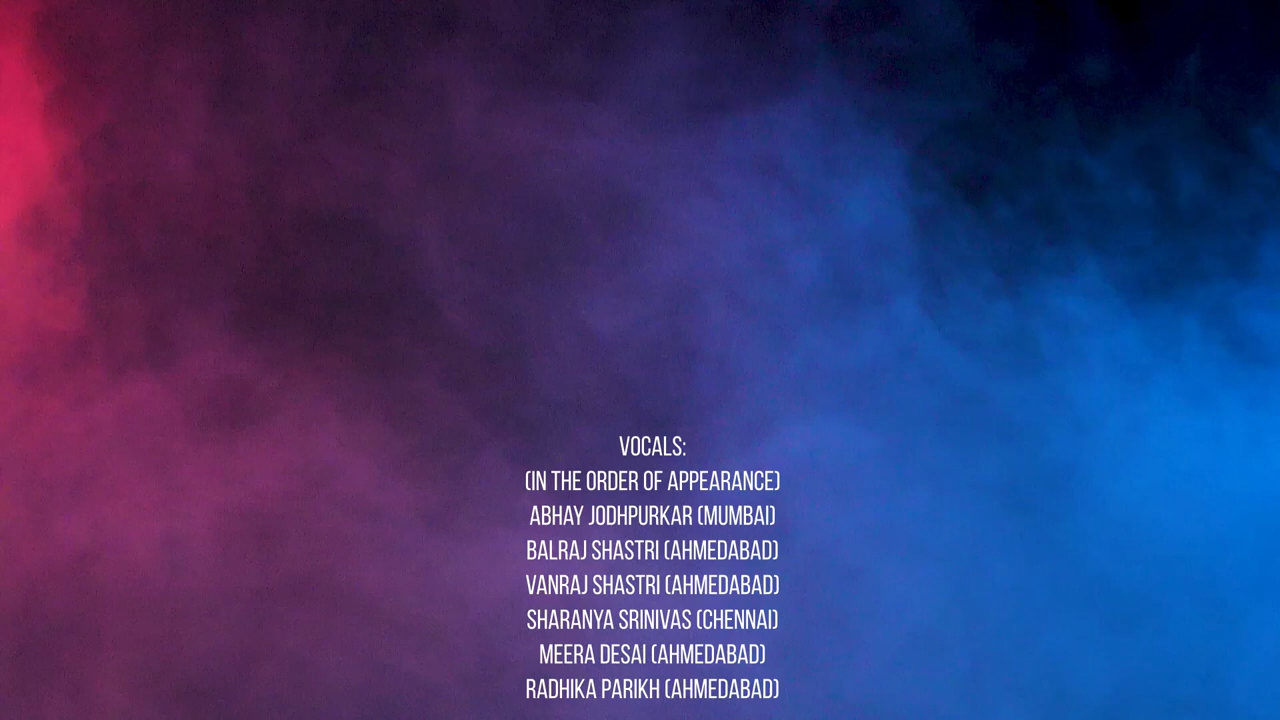 VOCALS:
(IN THE ORDER OF APPEARANCE)
ABHAY JODHPURKAR (MUMBAI)
BALRAJ SHASTRI (AHMEDABAD)
VANRAJ SHASTRI (AHMEDABAD)
SHARANYA SRINIVAS (CHENNAI)
MEERA DESAI (AHMEDABAD)
RADHIKA PARIKH (AHMEDABAD)